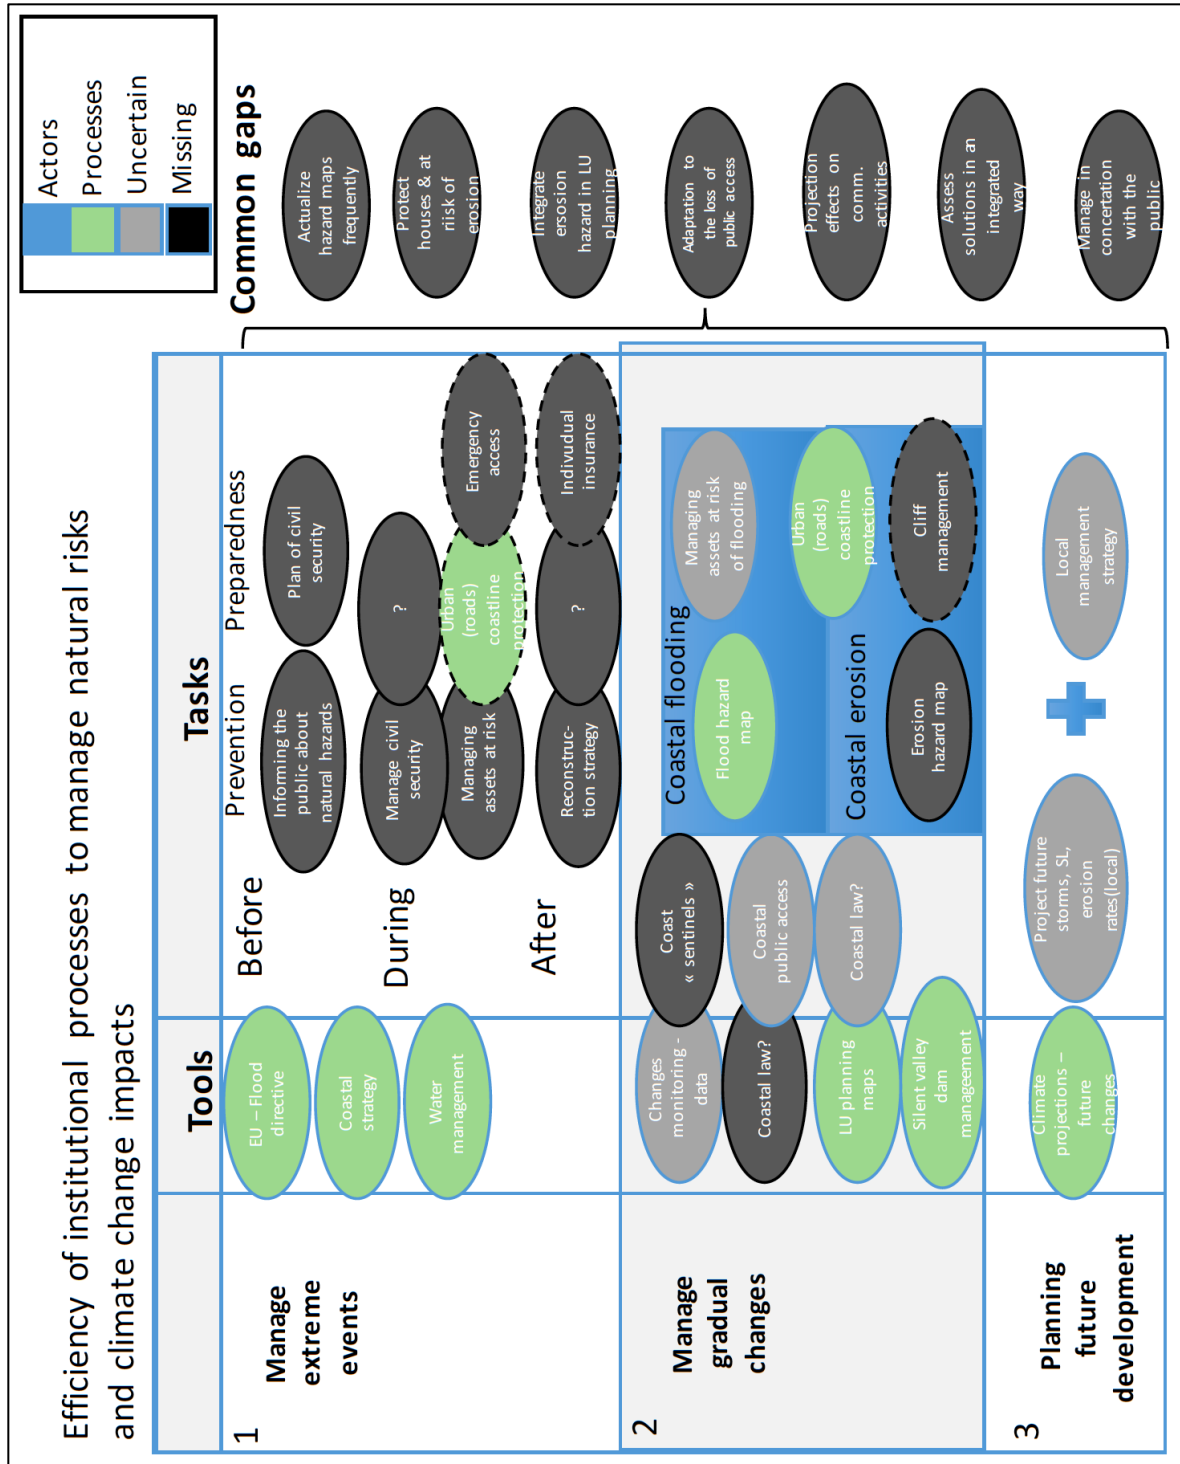 Efficiency of institutional processes to manage natural risks
and climate change impacts
Actors
Processes
Uncertain
Missing
Tools
Tasks
Common gaps
1
Manage
extreme
events
EU – Flood
directive
Coastal
strategy
Water
management
Prevention
Preparedness
Before
Informing the
public about
natural hazards
Plan of civil
security
During
Manage civil
security
?
Managing
assets at risk
Urban
(roads)
coastline
protection
Emergency
access
After
Reconstruc-
tion strategy
?
Indivudual
insurance
2
Manage
gradual
changes
Changes
monitoring -
data
Coast
« sentinels »
Coastal law?
Coastal
public access
LU planning
maps
Coastal law?
Silent valley
dam
manageement
Coastal flooding
Flood hazard
map
Managing
assets at risk
of flooding
Coastal erosion
Urban
(roads)
coastline
protection
Erosion
hazard map
Cliff
management
3
Planning
future
development
Climate
projections –
future
changes
Project future
storms, SL,
erosion
rates(local)
Local
management
strategy
Actualize
hazard maps
frequently
Protect
houses & at
risk of
erosion
Integrate
ersosion
hazard in LU
planning
Adaptation to
the loss of
public access
Projection
effects on
comm.
activities
Assess
solutions in an
integrated
way
Manage in
concertation
with the
public